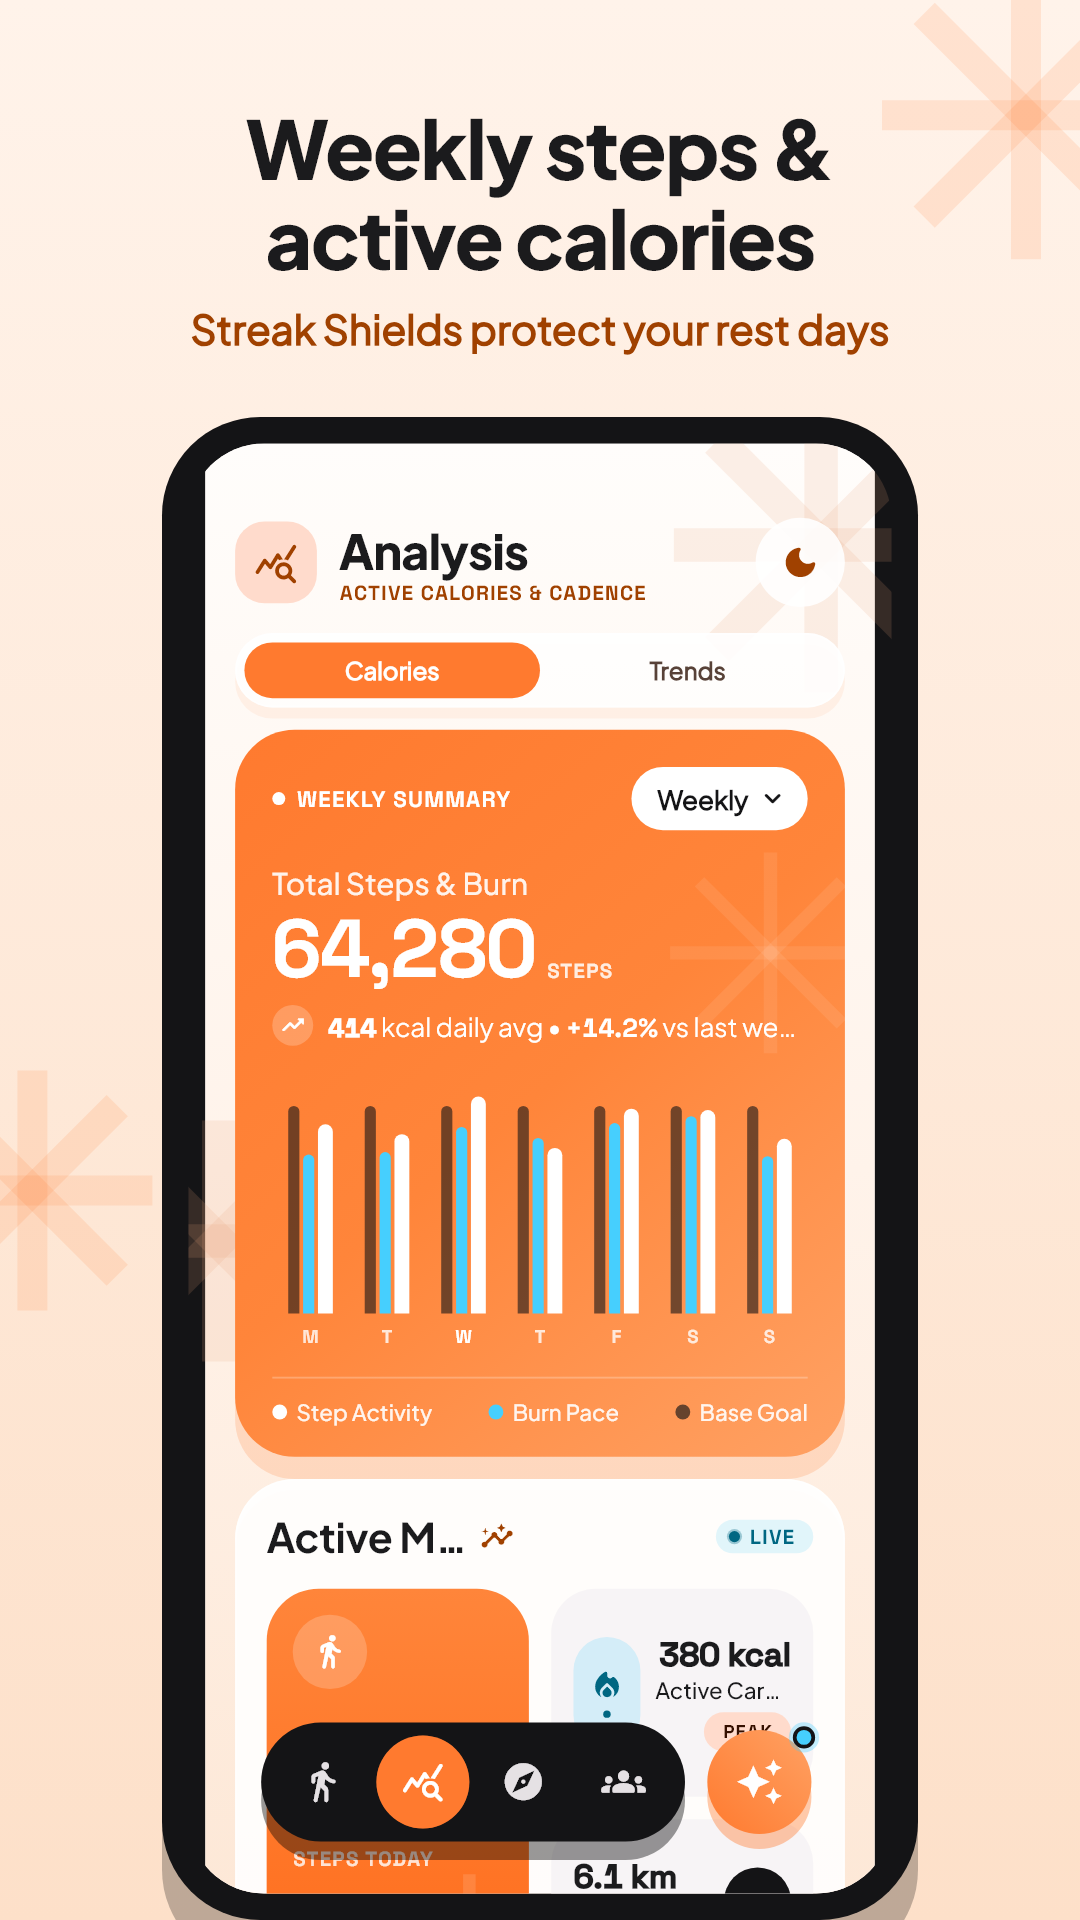 Weekly steps &
active calories
Streak Shields protect your rest days
Analysis
ACTIVE CALORIES & CADENCE
Calories
Trends
WEEKLY SUMMARY
Weekly
Total Steps & Burn
64,280 STEPS
414 kcal daily avg • +14.2% vs last we...
M T W T F S S
Step Activity
Burn Pace
Base Goal
Active M...
LIVE
380 kcal
Active Car...
PEAK
STEPS TODAY
6.1 km